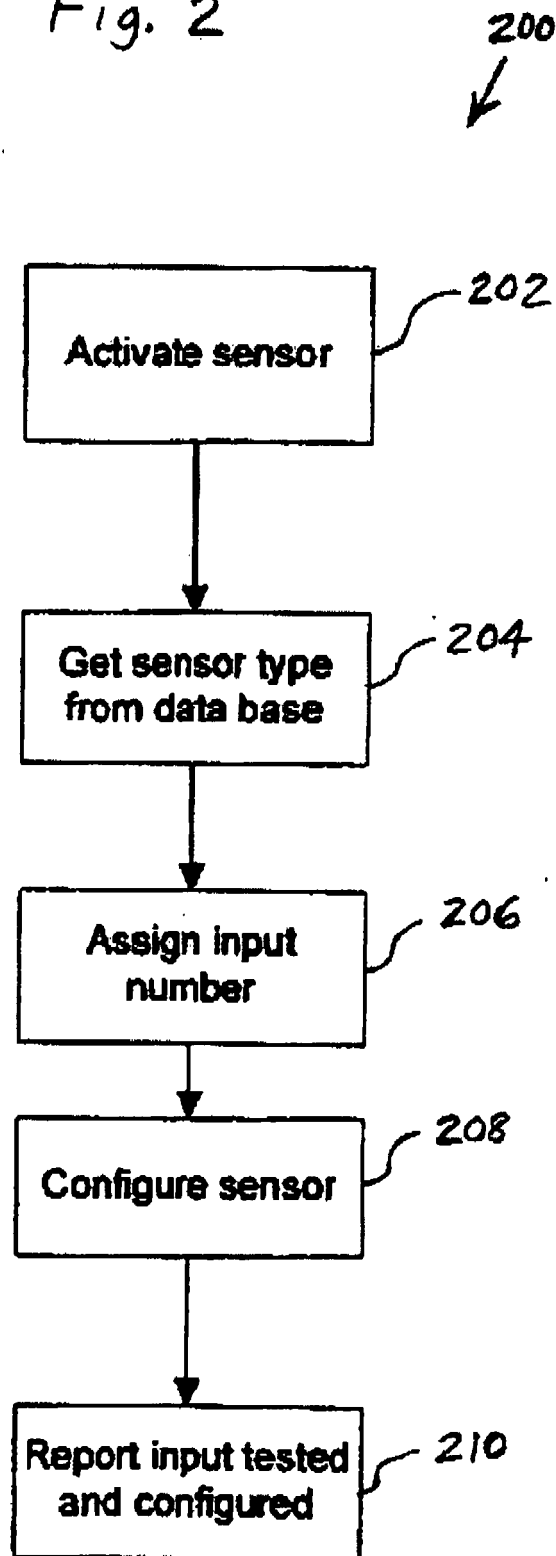 Fig. 2
200
Activate sensor
202
Get sensor type
from data base
204
Assign input
number
206
Configure sensor
208
Report input tested
and configured
210